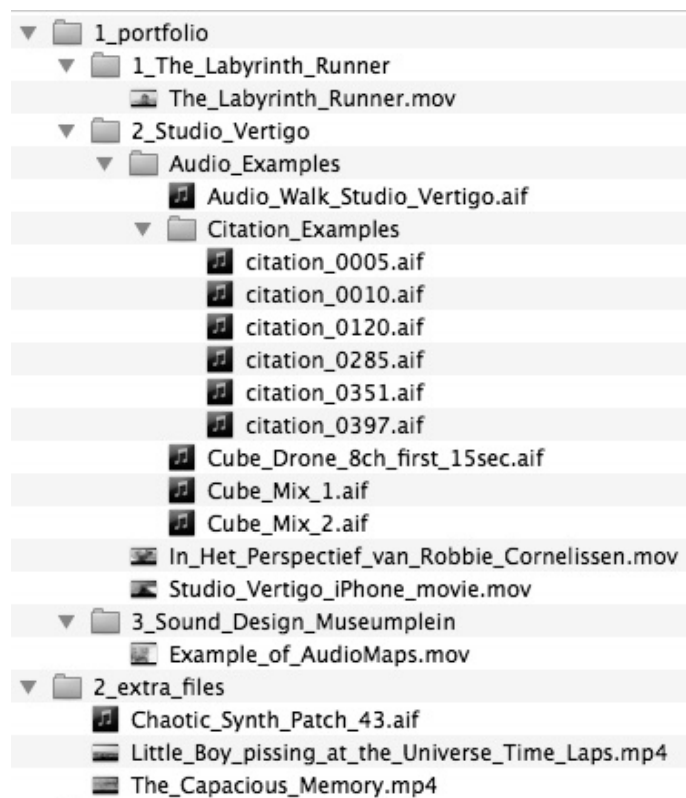 1_portfolio
1_The_Labyrinth_Runner
The_Labyrinth_Runner.mov
2_Studio_Vertigo
Audio_Examples
Audio_Walk_Studio_Vertigo.aif
Citation_Examples
citation_0005.aif
citation_0010.aif
citation_0120.aif
citation_0285.aif
citation_0351.aif
citation_0397.aif
Cube_Drone_8ch_first_15sec.aif
Cube_Mix_1.aif
Cube_Mix_2.aif
In_Het_Perspectief_van_Robbie_Cornelissen.mov
Studio_Vertigo_iPhone_movie.mov
3_Sound_Design_Museumplein
Example_of_AudioMaps.mov
2_extra_files
Chaotic_Synth_Patch_43.aif
Little_Boy_pissing_at_the_Universe_Time_Laps.mp4
The_Capacious_Memory.mp4